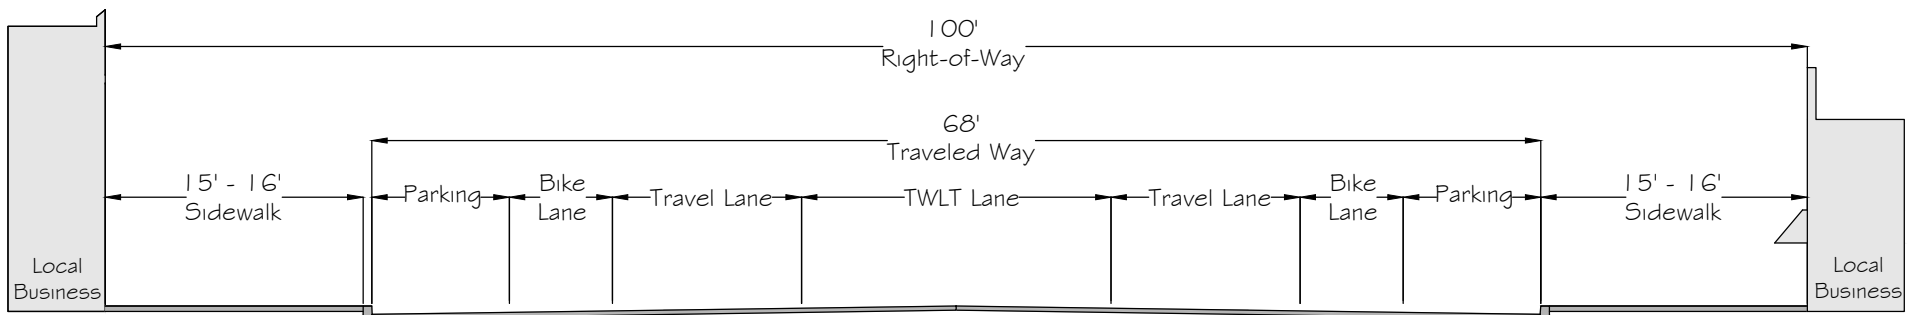 100'
Right-of-Way
68'
Traveled Way
15' - 16'
Sidewalk
Parking
Bike
Lane
Travel Lane
TWLT Lane
Travel Lane
Bike
Lane
Parking
15' - 16'
Sidewalk
Local
Business
Local
Business